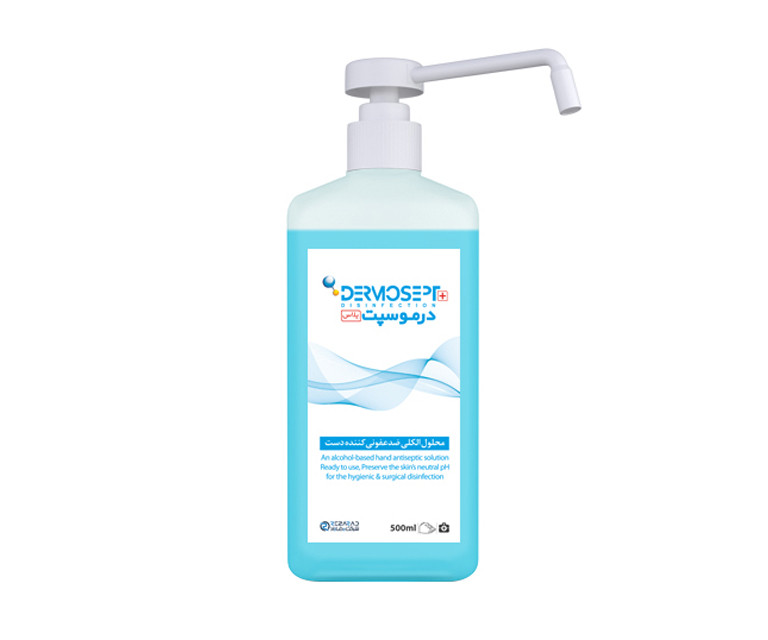 DERMOSEPT+
DISINFECTION
درموسپت پلاس
محلول الکلی ضدعفونی کننده دست
An alcohol-based hand antiseptic solution
Ready to use, Preserve the skin's neutral pH
for the hygienic & surgical disinfection
500ml